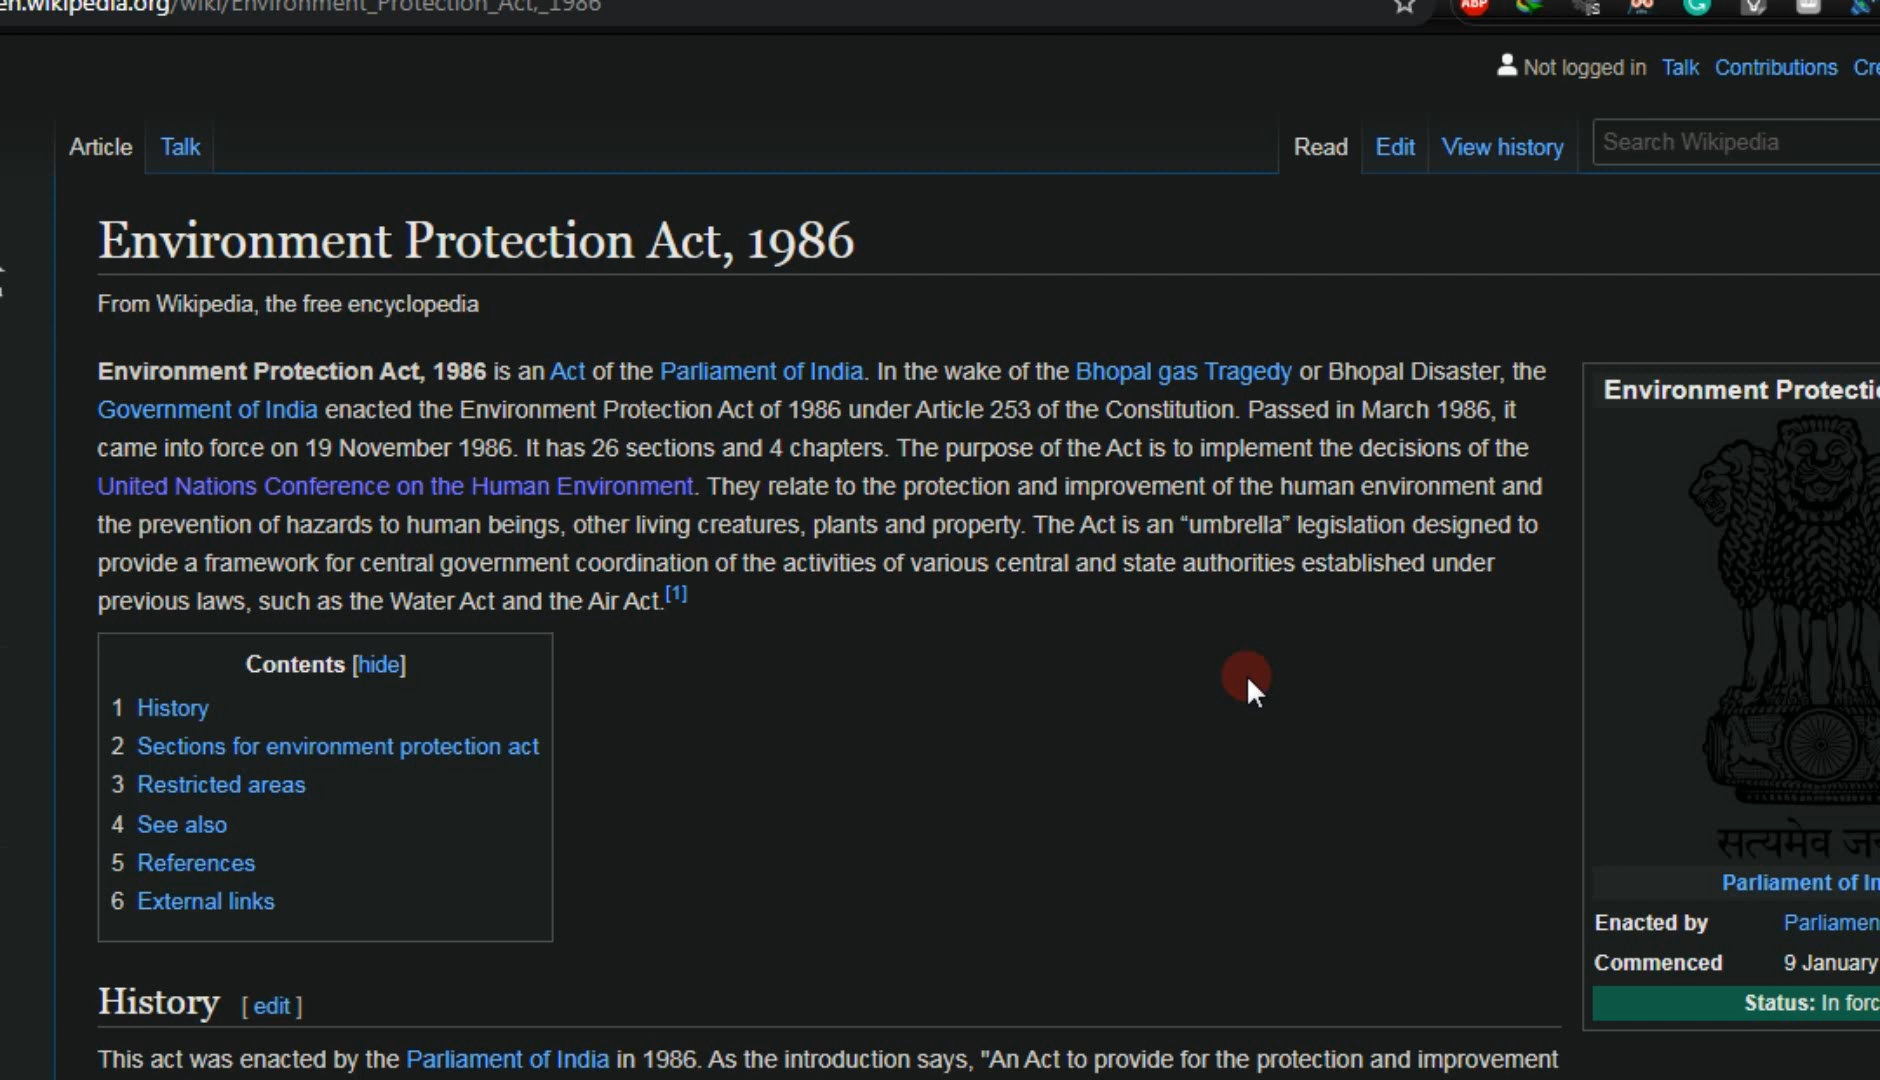 en.wikipedia.org/wiki/Environment_Protection_Act,_1986
ABP
Not logged in Talk Contributions
Article Talk
Read Edit View history Search Wikipedia
Environment Protection Act, 1986
From Wikipedia, the free encyclopedia
Environment Protection Act, 1986 is an Act of the Parliament of India. In the wake of the Bhopal gas Tragedy or Bhopal Disaster, the
Government of India enacted the Environment Protection Act of 1986 under Article 253 of the Constitution. Passed in March 1986, it
came into force on 19 November 1986. It has 26 sections and 4 chapters. The purpose of the Act is to implement the decisions of the
United Nations Conference on the Human Environment. They relate to the protection and improvement of the human environment and
the prevention of hazards to human beings, other living creatures, plants and property. The Act is an “umbrella” legislation designed to
provide a framework for central government coordination of the activities of various central and state authorities established under
previous laws, such as the Water Act and the Air Act.[1]
Contents [hide]
1 History
2 Sections for environment protection act
3 Restricted areas
4 See also
5 References
6 External links
Environment
सत्यमेव
Parliament of
Enacted by
Commenced 9 January
Status: In
History [ edit ]
This act was enacted by the Parliament of India in 1986. As the introduction says, "An Act to provide for the protection and improvement